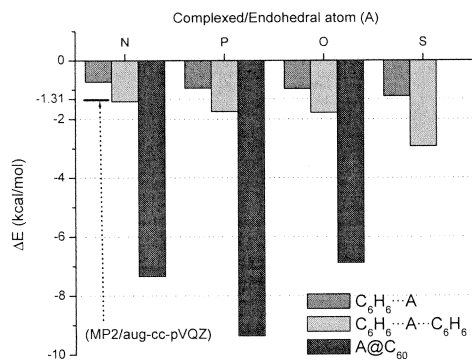 Complexed/Endohedral atom (A)
N P O S
0
-1.31
-2
-4
-6
-8
-10
ΔE (kcal/mol)
(MP2/aug-cc-pVQZ)
C₆H₆···A
C₆H₆···A···C₆H₆
A@C₆₀